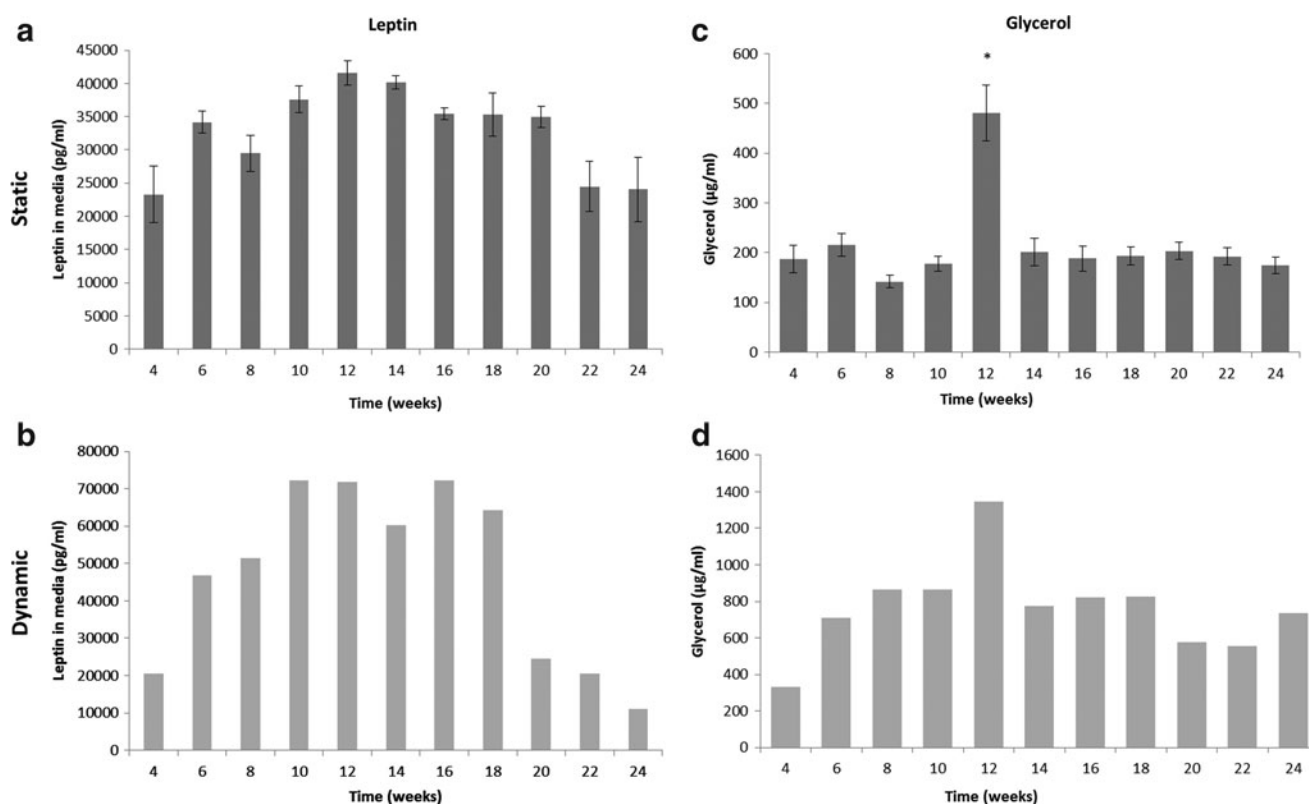 a
Leptin
45000
40000
35000
30000
25000
20000
15000
10000
5000
0
Leptin in media (pg/ml)
Static
4 6 8 10 12 14 16 18 20 22 24
Time (weeks)
c
Glycerol
600
500
400
300
200
100
0
Glycerol (µg/ml)
*
4 6 8 10 12 14 16 18 20 22 24
Time (weeks)
b
80000
70000
60000
50000
40000
30000
20000
10000
0
Leptin in media (pg/ml)
Dynamic
4 6 8 10 12 14 16 18 20 22 24
Time (weeks)
d
1600
1400
1200
1000
800
600
400
200
0
Glycerol (µg/ml)
4 6 8 10 12 14 16 18 20 22 24
Time (weeks)